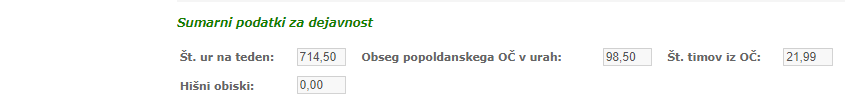 Sumarni podatki za dejavnost
Št. ur na teden: 714,50 Obseg popoldanskega OČ v urah: 98,50 Št. timov iz OČ: 21,99
Hišni obiski: 0,00